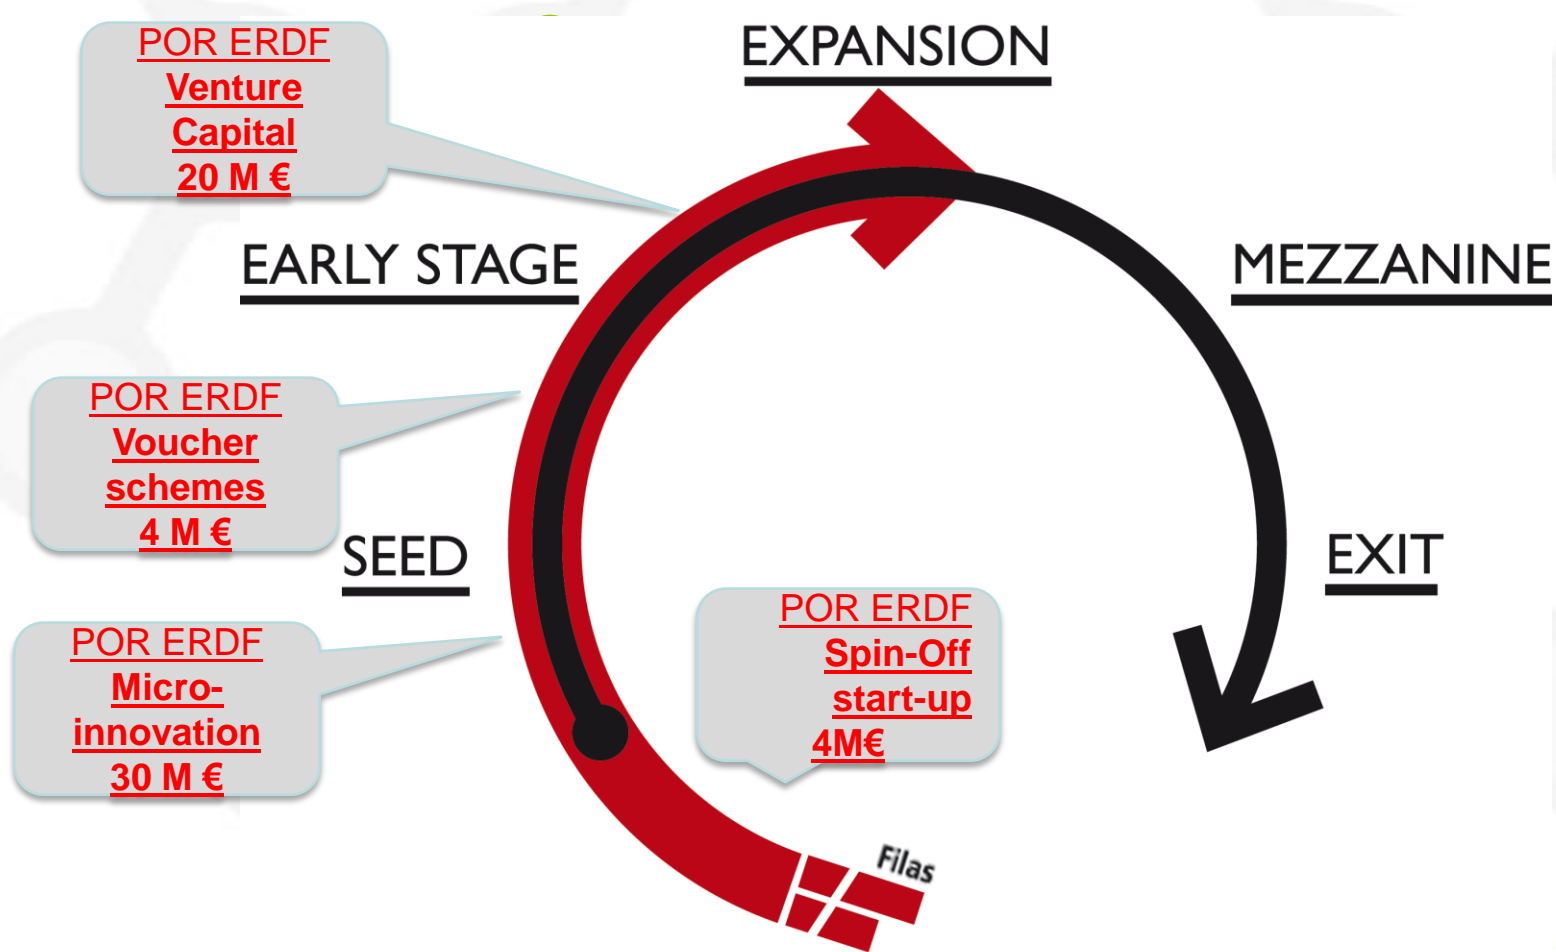 POR ERDF
Venture
Capital
20 M €
EXPANSION
EARLY STAGE
MEZZANINE
POR ERDF
Voucher
schemes
4 M €
SEED
EXIT
POR ERDF
Spin-Off
start-up
4M€
POR ERDF
Micro-
innovation
30 M €
Filas